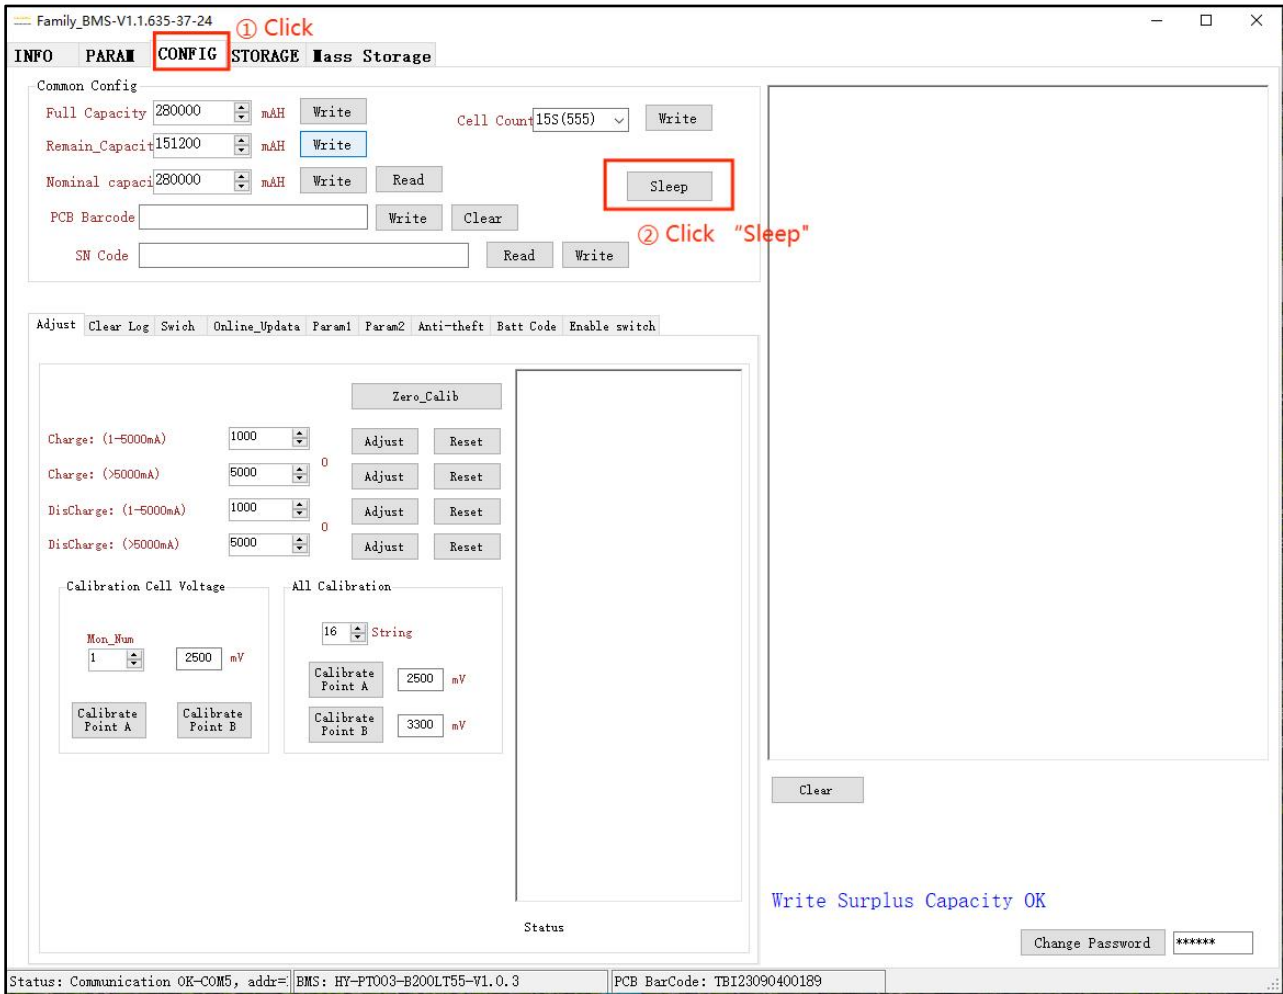 Family_BMS-V1.1.635-37-24
① Click
INFO PARAM CONFIG STORAGE Mass Storage
Common Config
Full Capacity 280000 mAH Write Cell Count 15S(555) Write
Remain_Capacit 151200 mAH Write
Nominal capaci 280000 mAH Write Read Sleep
PCB Barcode Write Clear
② Click “Sleep"
SN Code Read Write
Adjust Clear Log Swich Online_Updata Param1 Param2 Anti-theft Batt Code Enable switch
Zero_Calib
Charge: (1-5000mA) 1000 Adjust Reset
0
Charge: (>5000mA) 5000 Adjust Reset
DisCharge: (1-5000mA) 1000 Adjust Reset
0
DisCharge: (>5000mA) 5000 Adjust Reset
Calibration Cell Voltage
Mon_Num
1 2500 mV
Calibrate Point A Calibrate Point B
All Calibration
16 String
Calibrate Point A 2500 mV
Calibrate Point B 3300 mV
Status
Clear
Write Surplus Capacity OK
Change Password ******
Status: Communication OK-COM5, addr= BMS: HY-PT003-B200LT55-V1.0.3 PCB BarCode: TBI23090400189